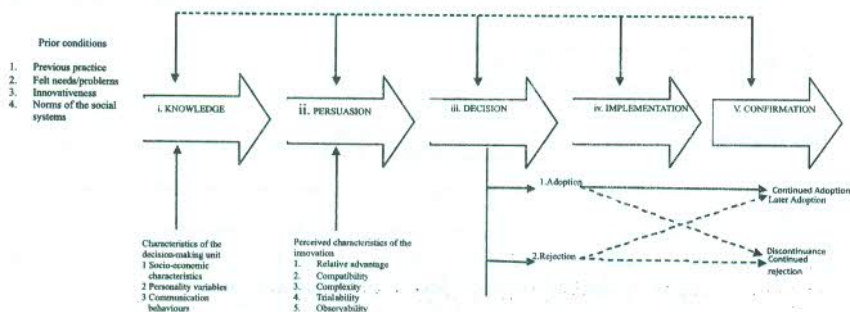 Prior conditions
1. Previous practice
2. Felt needs/problems
3. Innovativeness
4. Norms of the social
systems
i. KNOWLEDGE
ii. PERSUASION
iii. DECISION
iv. IMPLEMENTATION
V. CONFIRMATION
1.Adoption
Continued Adoption
Later Adoption
2.Rejection
Discontinuance
Continued
rejection
Characteristics of the
decision-making unit
1 Socio-economic
characteristics
2 Personality variables
3 Communication
behaviours
Perceived characteristics of the
innovation
1. Relative advantage
2. Compatibility
3. Complexity
4. Trialability
5. Observability